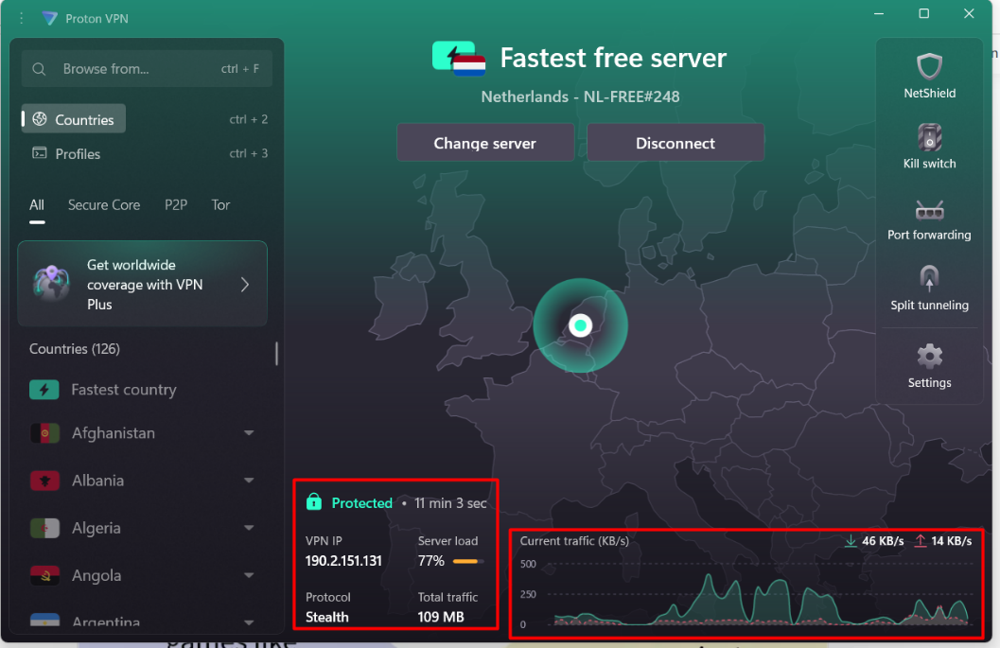 Proton VPN
Browse from...
ctrl + F
Countries
ctrl + 2
Profiles
ctrl + 3
All
Secure Core
P2P
Tor
Get worldwide
coverage with VPN
Plus
Countries (126)
Fastest country
Afghanistan
Albania
Algeria
Angola
Argentina
Fastest free server
Netherlands - NL-FREE#248
Change server
Disconnect
NetShield
Kill switch
Port forwarding
Split tunneling
Settings
Protected • 11 min 3 sec
VPN IP
190.2.151.131
Server load
77%
Protocol
Stealth
Total traffic
109 MB
Current traffic (KB/s)
46 KB/s
14 KB/s
500
250
0